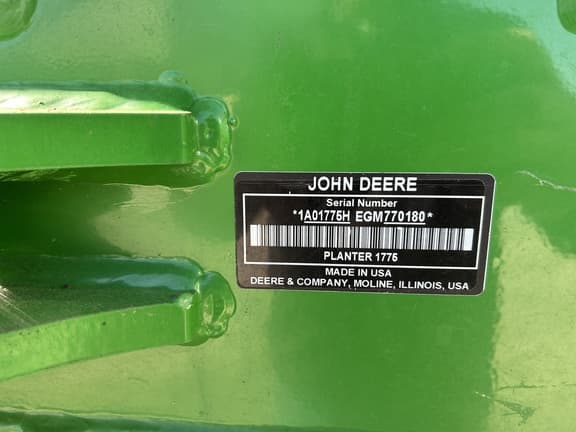 JOHN DEERE
Serial Number
*1A01775H EGM770180*
PLANTER 1775
MADE IN USA
DEERE & COMPANY, MOLINE, ILLINOIS, USA